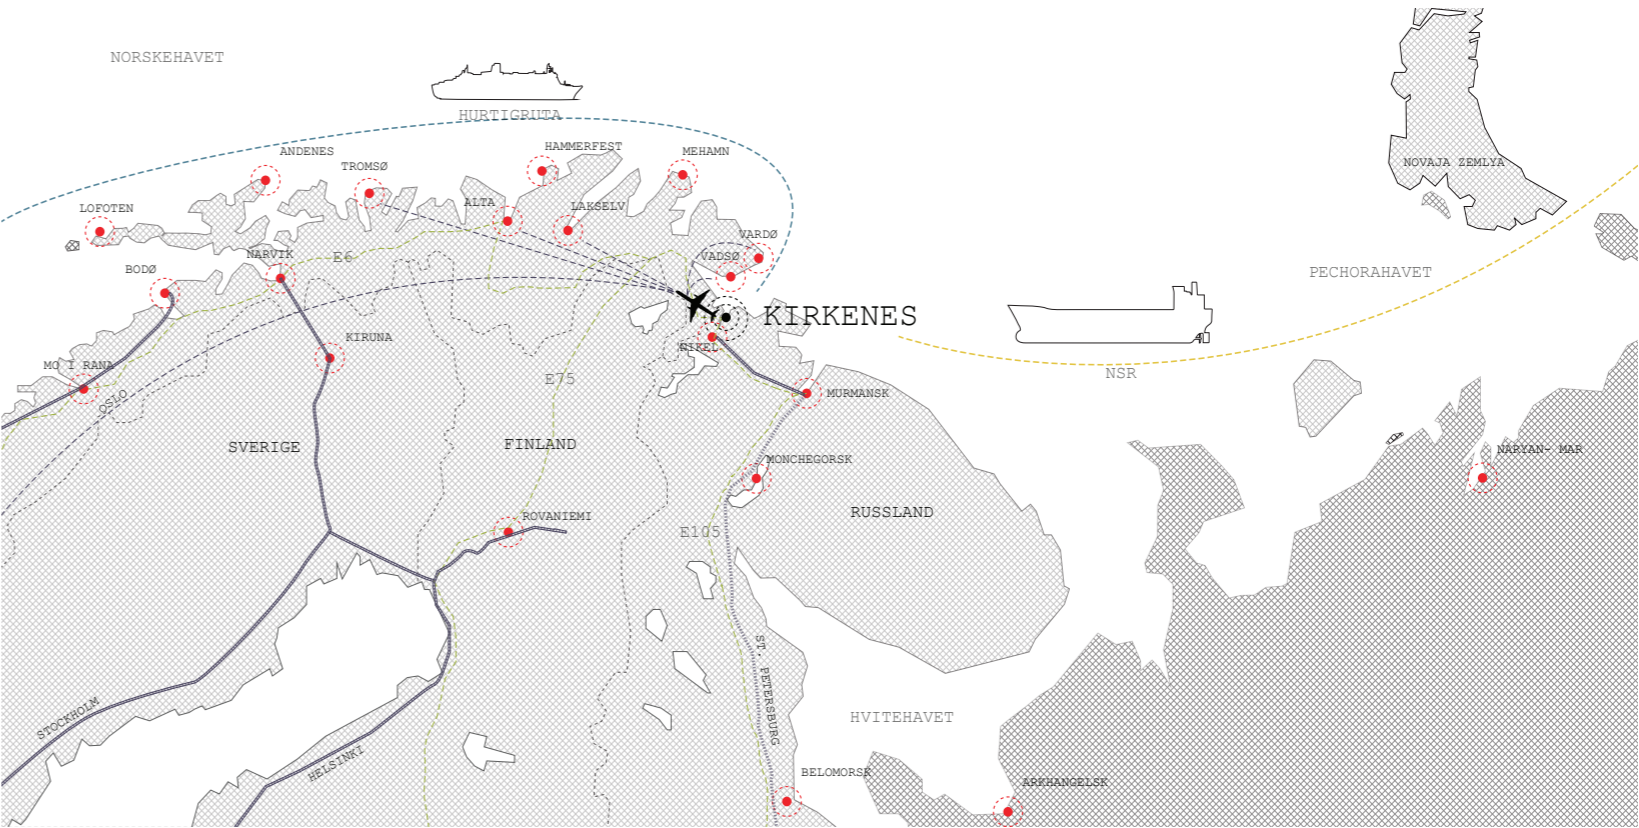 NORSKEHAVET
HURTIGRUTA
ANDENES
TROMSØ
HAMMERFEST
MEHAMN
NOVAJA ZEMLYA
LOFOTEN
ALTA
LAKSELV
VARDØ
NARVIK
E6
VADSØ
BODØ
PECHORAHAVET
KIRKENES
KIRUNA
NIKEL
MO I RANA
NSR
E75
OSLO
MURMANSK
SVERIGE
FINLAND
MONCHEGORSK
NARYAN- MAR
ROVANIEMI
RUSSLAND
E105
ST. PETERSBURG
STOCKHOLM
HVITEHAVET
HELSINKI
BELOMORSK
ARKHANGELSK